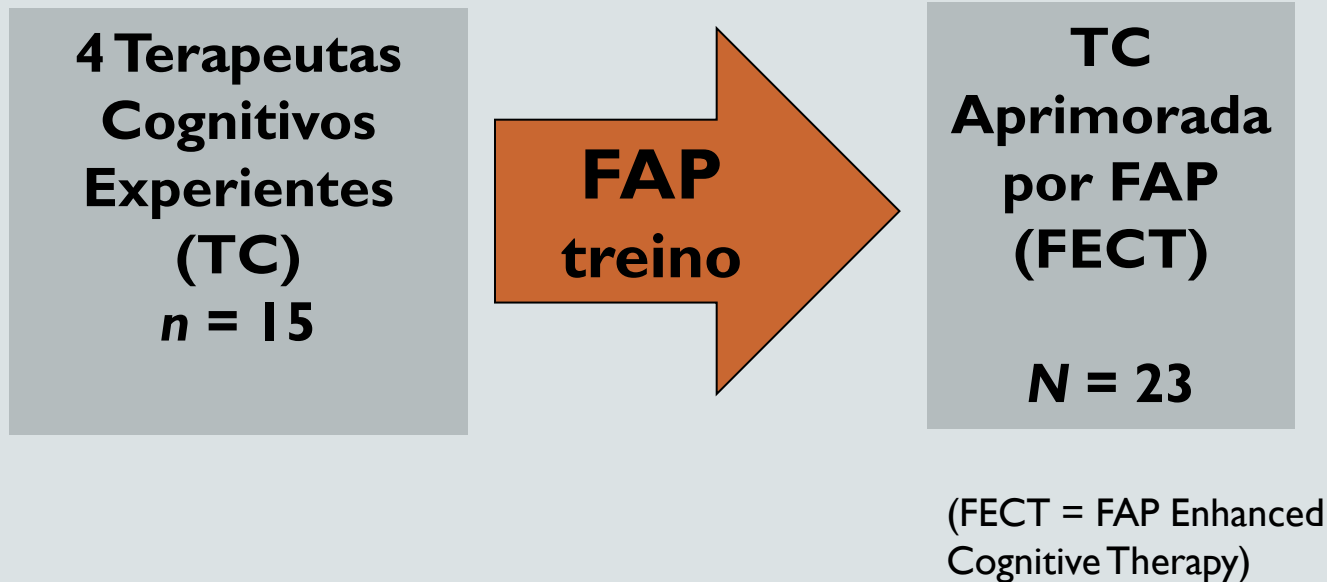 4 Terapeutas
Cognitivos
Experientes
(TC)
n = 15
FAP
treino
TC
Aprimorada
por FAP
(FECT)
N = 23
(FECT = FAP Enhanced
Cognitive Therapy)